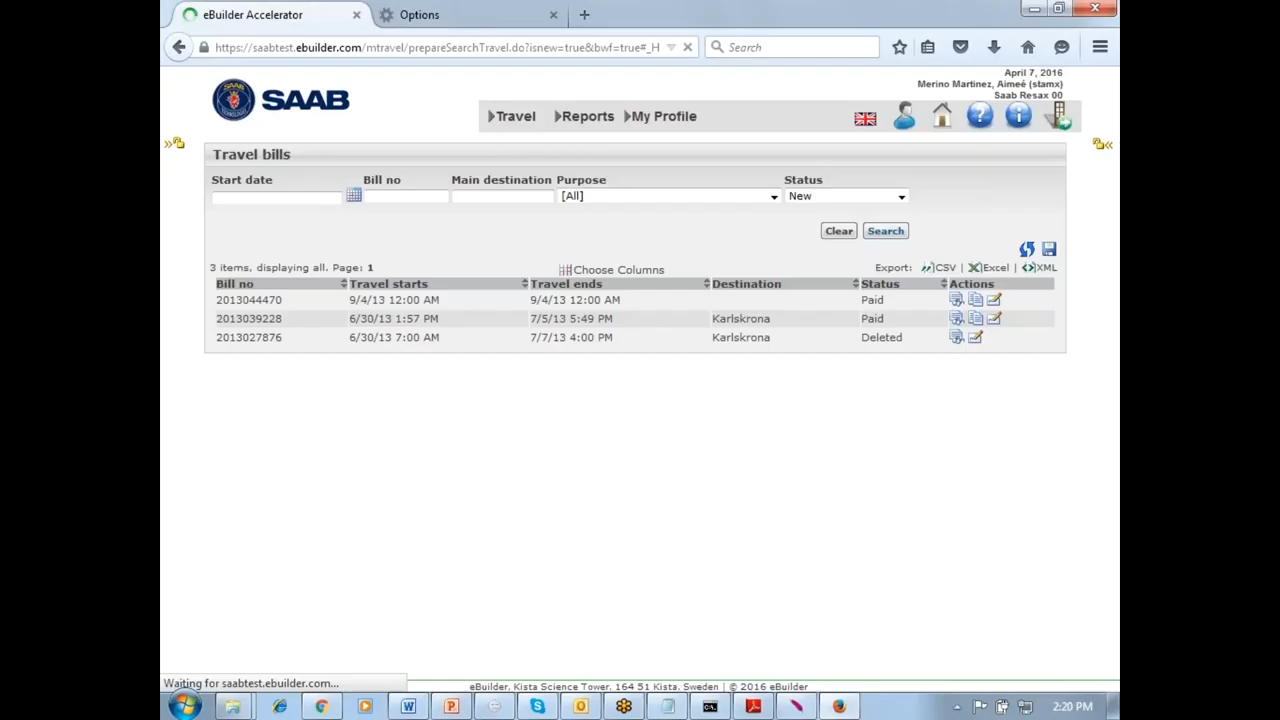 eBuilder Accelerator
Options
https://saabtest.ebuilder.com/mtravel/prepareSearchTravel.do?isnew=true&bwf=true#_H
Search
April 7, 2016
Merino Martinez, Aimeé (stamx)
Saab Resax 00
SAAB
Travel Reports My Profile
Travel bills
Start date Bill no Main destination Purpose Status
[All] New
Clear Search
3 items, displaying all. Page: 1 Choose Columns Export: CSV | Excel | XML
Bill no Travel starts Travel ends Destination Status Actions
2013044470 9/4/13 12:00 AM 9/4/13 12:00 AM Paid
2013039228 6/30/13 1:57 PM 7/5/13 5:49 PM Karlskrona Paid
2013027876 6/30/13 7:00 AM 7/7/13 4:00 PM Karlskrona Deleted
Waiting for saabtest.ebuilder.com...
eBuilder, Kista Science Tower, 164 51 Kista, Sweden | © 2016 eBuilder
2:20 PM